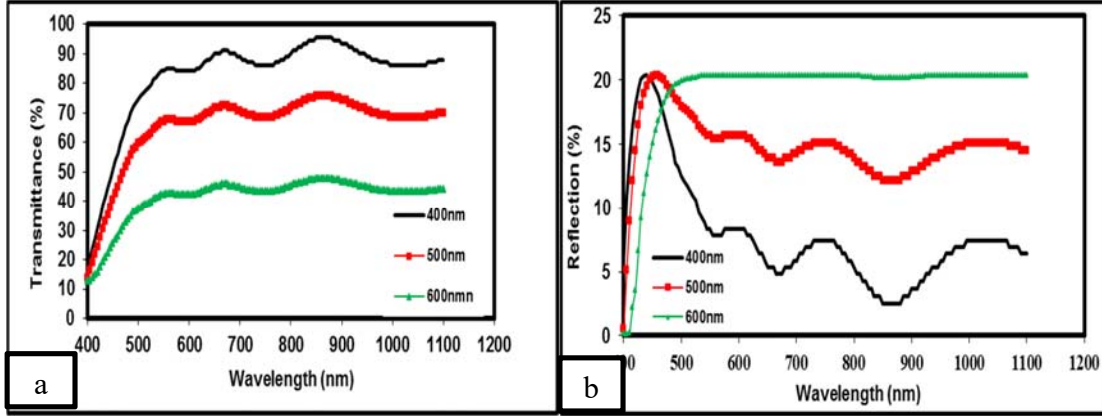 100
90
80
70
60
50
40
30
20
10
0
Transmittance (%)
400nm
500nm
600nmn
400 500 600 700 800 900 1000 1100 1200
Wavelength (nm)
a
25
20
15
10
5
0
Reflection (%)
400nm
500nm
600nm
00 500 600 700 800 900 1000 1100 1200
Wavelength (nm)
b